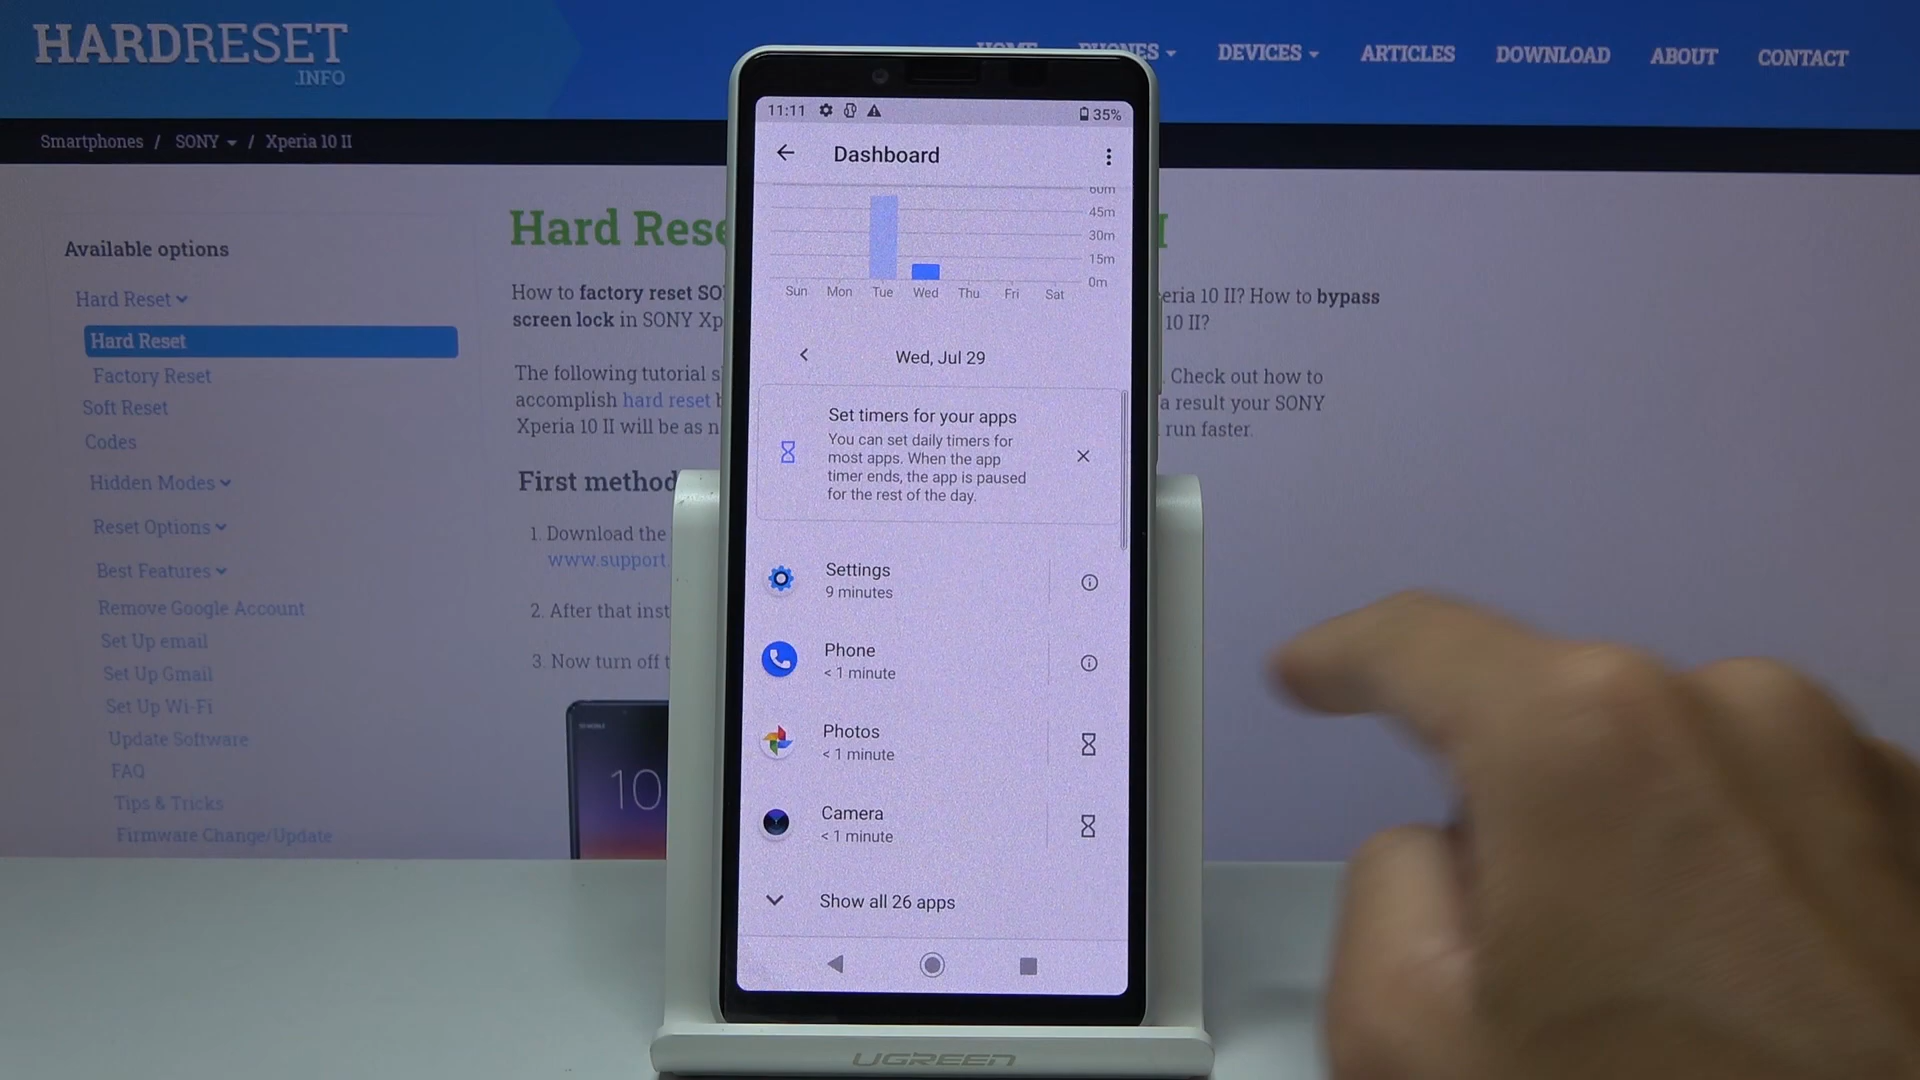 HARDRESET
.INFO
HOME PHONES DEVICES ARTICLES DOWNLOAD ABOUT CONTACT
Smartphones / SONY / Xperia 10 II
Available options
Hard Reset
Hard Reset
Factory Reset
Soft Reset
Codes
Hidden Modes
Reset Options
Best Features
Remove Google Account
Set Up email
Set Up Gmail
Set Up Wi-Fi
Update Software
FAQ
Tips & Tricks
Firmware Change/Update
Hard Rese
How to factory reset SO
screen lock in SONY Xp
eria 10 II? How to bypass
10 II?
The following tutorial s
accomplish hard reset b
Xperia 10 II will be as n
Check out how to
a result your SONY
run faster.
First method
1. Download the
www.support.
2. After that inst
3. Now turn off t
10
11:11 35%
Dashboard
60m
45m
30m
15m
0m
Sun Mon Tue Wed Thu Fri Sat
Wed, Jul 29
Set timers for your apps
You can set daily timers for
most apps. When the app
timer ends, the app is paused
for the rest of the day.
Settings
9 minutes
Phone
< 1 minute
Photos
< 1 minute
Camera
< 1 minute
Show all 26 apps
UGREEN